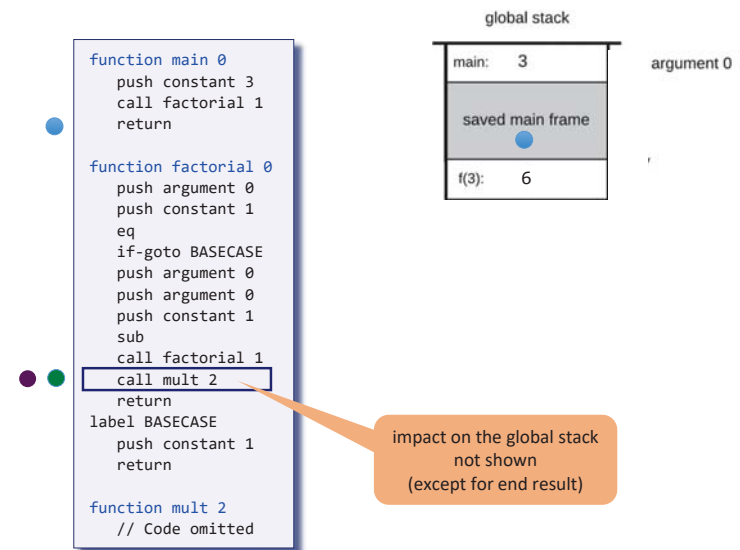 function main 0
push constant 3
call factorial 1
return
function factorial 0
push argument 0
push constant 1
eq
if-goto BASECASE
push argument 0
push argument 0
push constant 1
sub
call factorial 1
call mult 2
return
label BASECASE
push constant 1
return
function mult 2
// Code omitted
global stack
main: 3
argument 0
saved main frame
f(3): 6
impact on the global stack
not shown
(except for end result)